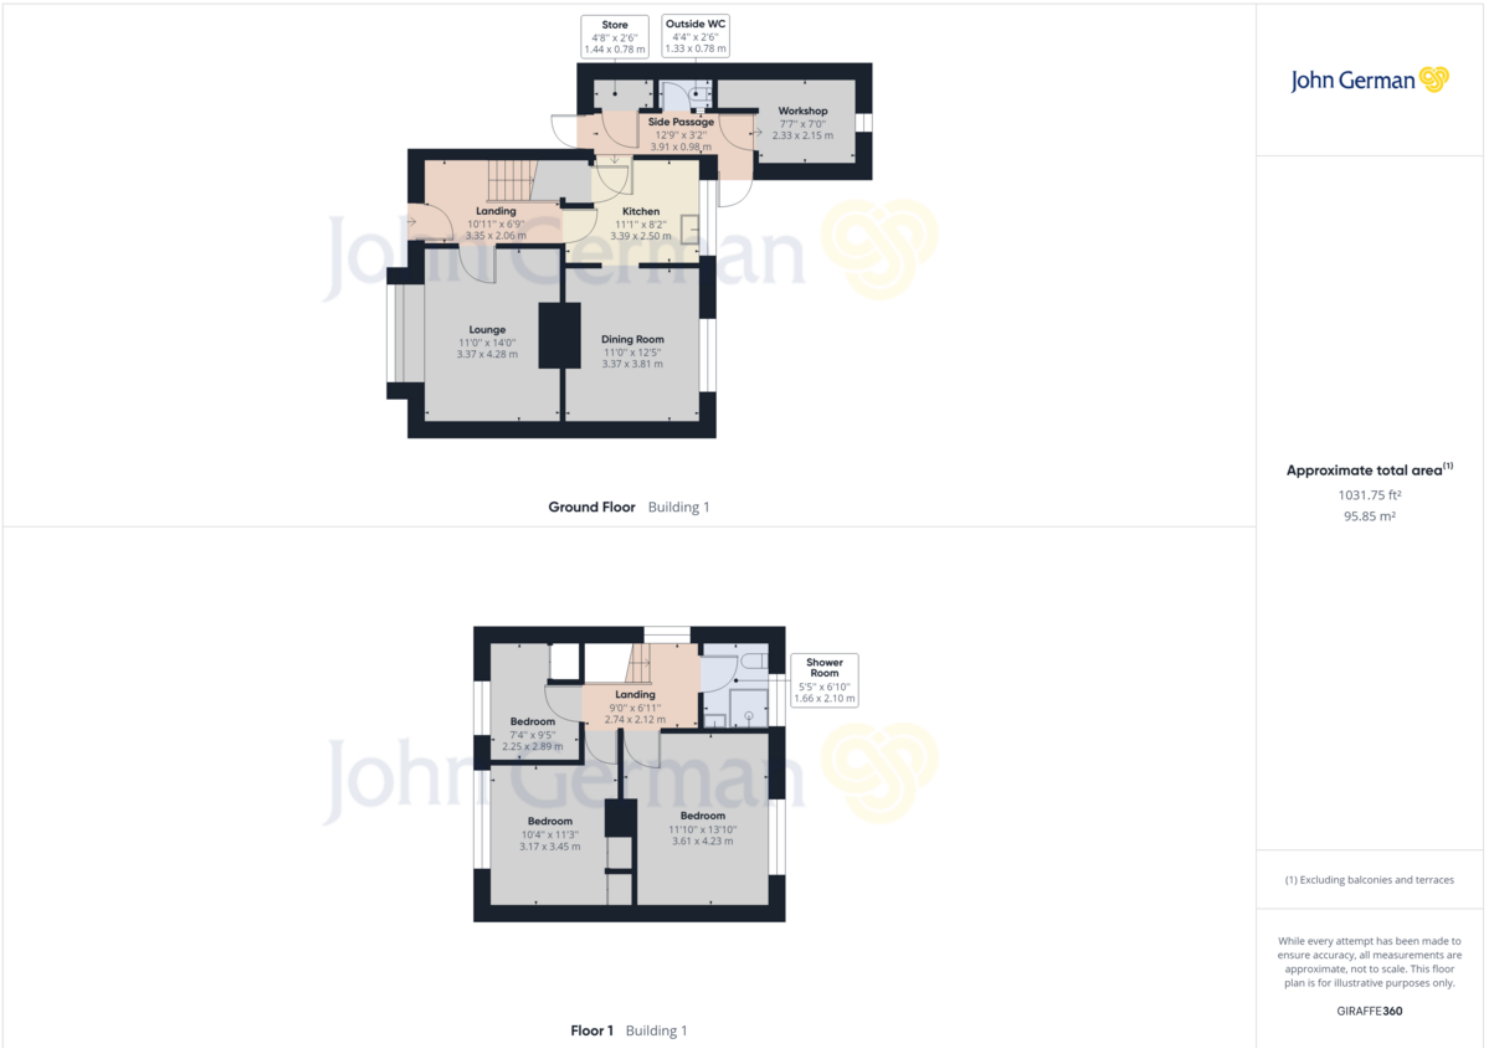 Store
4'8" x 2'6"
1.44 x 0.78 m
Outside WC
4'4" x 2'6"
1.33 x 0.78 m
Side Passage
12'9" x 3'2"
3.91 x 0.98 m
Workshop
7'7" x 7'0"
2.33 x 2.15 m
Landing
10'11" x 6'9"
3.35 x 2.06 m
Kitchen
11'1" x 8'2"
3.39 x 2.50 m
John German
Lounge
11'0" x 14'0"
3.37 x 4.28 m
Dining Room
11'0" x 12'5"
3.37 x 3.81 m
Ground Floor Building 1
Shower
Room
5'5" x 6'10"
1.66 x 2.10 m
Landing
9'0" x 6'11"
2.74 x 2.12 m
Bedroom
7'4" x 9'5"
2.25 x 2.89 m
John German
Bedroom
10'4" x 11'3"
3.17 x 3.45 m
Bedroom
11'10" x 13'10"
3.61 x 4.23 m
Floor 1 Building 1
John German
Approximate total area(1)
1031.75 ft²
95.85 m²
(1) Excluding balconies and terraces
While every attempt has been made to
ensure accuracy, all measurements are
approximate, not to scale. This floor
plan is for illustrative purposes only.
GIRAFFE360